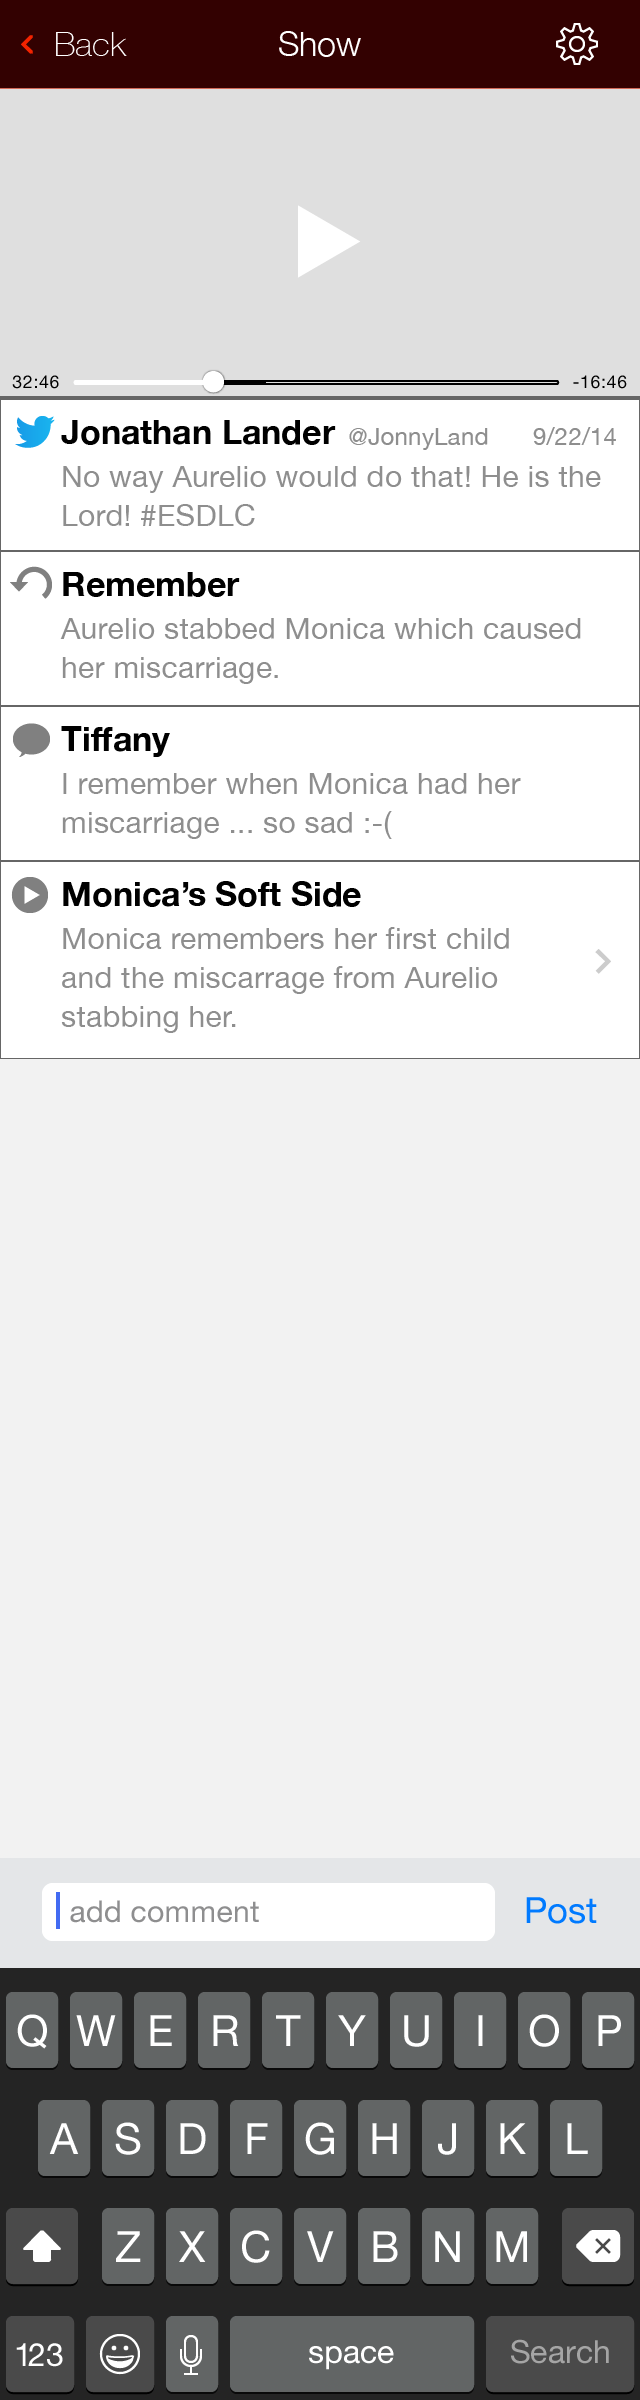 Back Show
32:46 -16:46
Jonathan Lander @JonnyLand 9/22/14
No way Aurelio would do that! He is the
Lord! #ESDLC
Remember
Aurelio stabbed Monica which caused
her miscarriage.
Tiffany
I remember when Monica had her
miscarriage ... so sad :-(
Monica’s Soft Side
Monica remembers her first child
and the miscarrage from Aurelio
stabbing her.
add comment Post
Q W E R T Y U I O P
A S D F G H J K L
Z X C V B N M
123 space Search